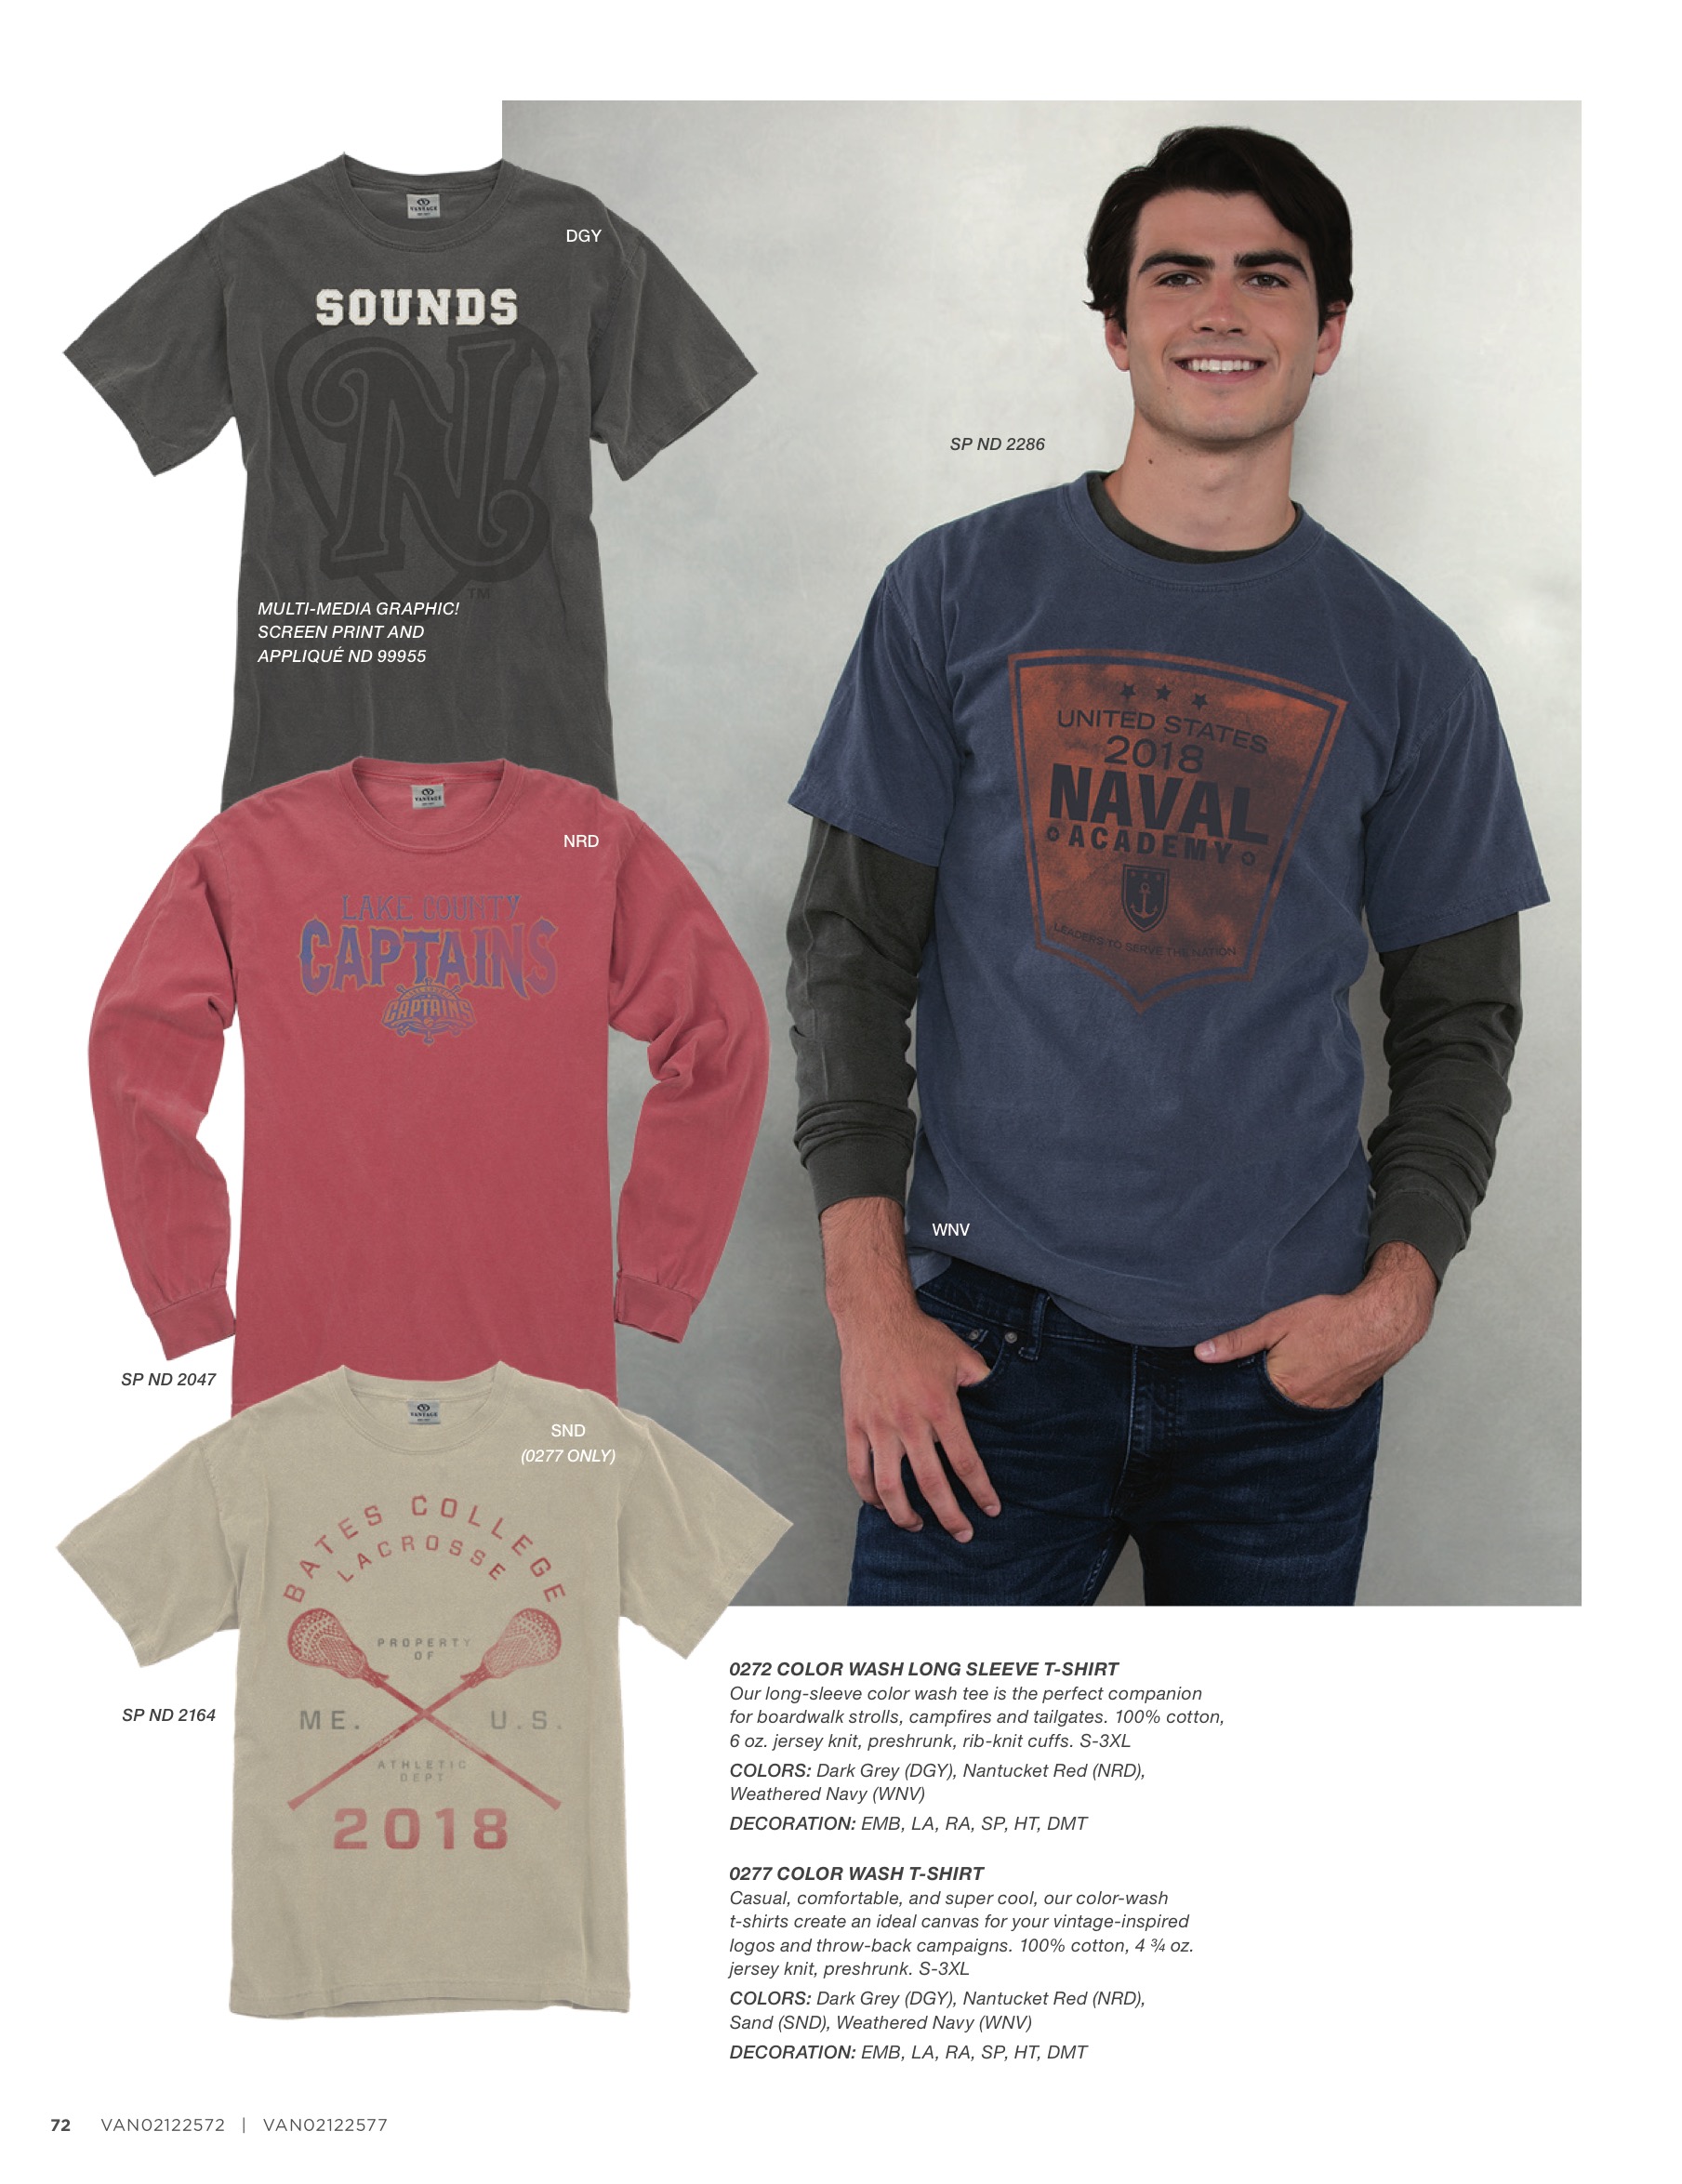 VANTAGE
DGY
SOUNDS
N
TM
MULTI-MEDIA GRAPHIC!
SCREEN PRINT AND
APPLIQUÉ ND 99955
SP ND 2286
UNITED STATES
2018
NAVAL
ACADEMY
LEADERS TO SERVE THE NATION
WNV
VANTAGE
NRD
LAKE COUNTY
CAPTAINS
CAPTAINS
SP ND 2047
VANTAGE
SND
(0277 ONLY)
BATES COLLEGE
LACROSSE
PROPERTY
OF
ME. U.S.
ATHLETIC
DEPT
2018
SP ND 2164
0272 COLOR WASH LONG SLEEVE T-SHIRT
Our long-sleeve color wash tee is the perfect companion
for boardwalk strolls, campfires and tailgates. 100% cotton,
6 oz. jersey knit, preshrunk, rib-knit cuffs. S-3XL
COLORS: Dark Grey (DGY), Nantucket Red (NRD),
Weathered Navy (WNV)
DECORATION: EMB, LA, RA, SP, HT, DMT
0277 COLOR WASH T-SHIRT
Casual, comfortable, and super cool, our color-wash
t-shirts create an ideal canvas for your vintage-inspired
logos and throw-back campaigns. 100% cotton, 4 ¾ oz.
jersey knit, preshrunk. S-3XL
COLORS: Dark Grey (DGY), Nantucket Red (NRD),
Sand (SND), Weathered Navy (WNV)
DECORATION: EMB, LA, RA, SP, HT, DMT
72 VAN02122572 | VAN02122577